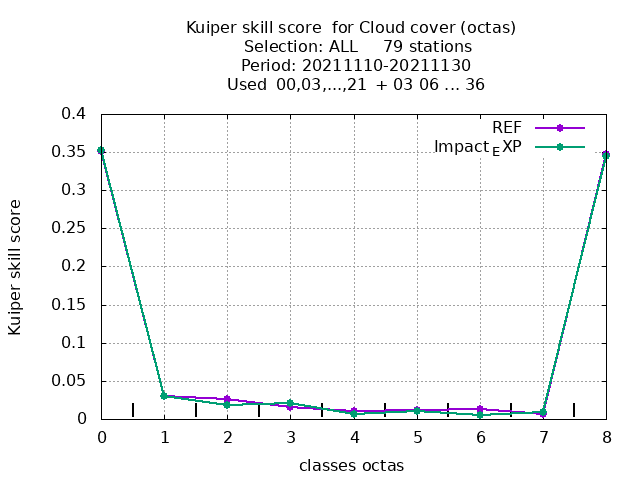 Kuiper skill score for Cloud cover (octas)
Selection: ALL 79 stations
Period: 20211110-20211130
Used 00,03,...,21 + 03 06 ... 36
REF
Impact_EXP
0.4
0.35
0.3
0.25
0.2
0.15
0.1
0.05
0
Kuiper skill score
0 1 2 3 4 5 6 7 8
classes octas